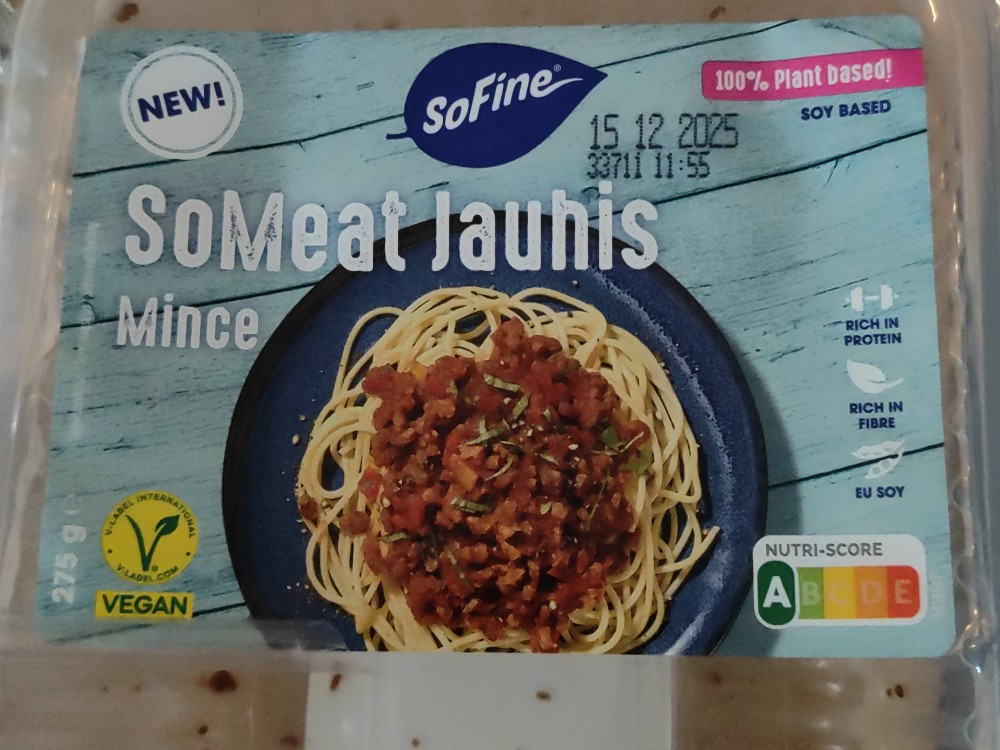 NEW!
SoFine®
100% Plant based!
SOY BASED
15 12 2025
33711 11:55
SoMeat Jauhis
Mince
RICH IN
PROTEIN
RICH IN
FIBRE
EU SOY
275 g
V-LABEL INTERNATIONAL
V-LABEL.COM
VEGAN
NUTRI-SCORE
A B C D E